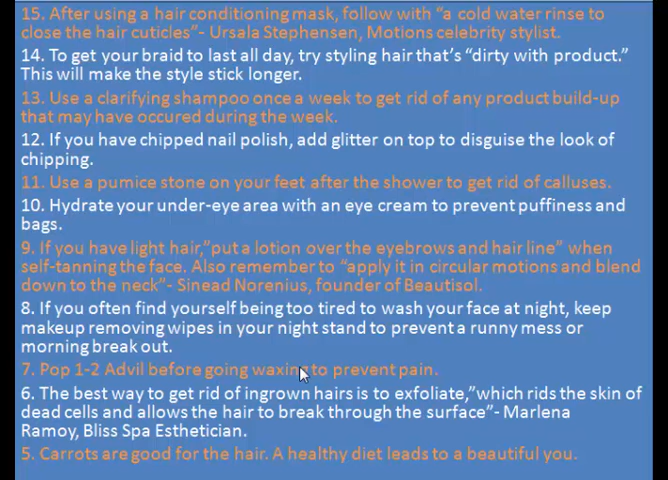 15. After using a hair conditioning mask, follow with “a cold water rinse to
close the hair cuticles”- Ursala Stephensen, Motions celebrity stylist.
14. To get your braid to last all day, try styling hair that’s “dirty with product.”
This will make the style stick longer.
13. Use a clarifying shampoo once a week to get rid of any product build-up
that may have occured during the week.
12. If you have chipped nail polish, add glitter on top to disguise the look of
chipping.
11. Use a pumice stone on your feet after the shower to get rid of calluses.
10. Hydrate your under-eye area with an eye cream to prevent puffiness and
bags.
9. If you have light hair,”put a lotion over the eyebrows and hair line” when
self-tanning the face. Also remember to “apply it in circular motions and blend
down to the neck”- Sinead Norenius, founder of Beautisol.
8. If you often find yourself being too tired to wash your face at night, keep
makeup removing wipes in your night stand to prevent a runny mess or
morning break out.
7. Pop 1-2 Advil before going waxing to prevent pain.
6. The best way to get rid of ingrown hairs is to exfoliate,”which rids the skin of
dead cells and allows the hair to break through the surface”- Marlena
Ramoy, Bliss Spa Esthetician.
5. Carrots are good for the hair. A healthy diet leads to a beautiful you.